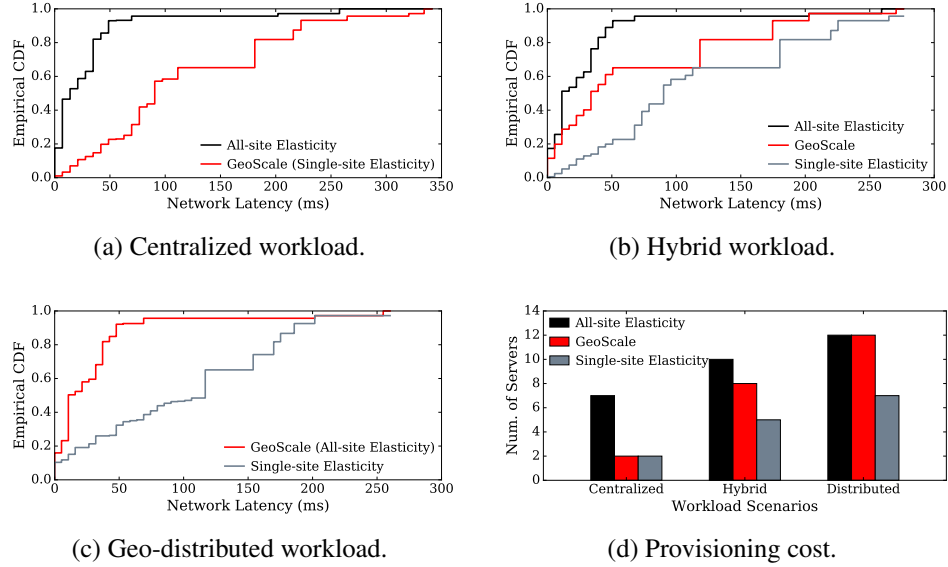 1.0
0.8
0.6
0.4
0.2
0.0
Empirical CDF
All-site Elasticity
GeoScale (Single-site Elasticity)
0 50 100 150 200 250 300 350
Network Latency (ms)
(a) Centralized workload.
1.0
0.8
0.6
0.4
0.2
0.0
Empirical CDF
All-site Elasticity
GeoScale
Single-site Elasticity
0 50 100 150 200 250 300
Network Latency (ms)
(b) Hybrid workload.
1.0
0.8
0.6
0.4
0.2
0.0
Empirical CDF
GeoScale (All-site Elasticity)
Single-site Elasticity
0 50 100 150 200 250 300
Network Latency (ms)
(c) Geo-distributed workload.
14
12
10
8
6
4
2
0
Num. of Servers
All-site Elasticity
GeoScale
Single-site Elasticity
Centralized Hybrid Distributed
Workload Scenarios
(d) Provisioning cost.